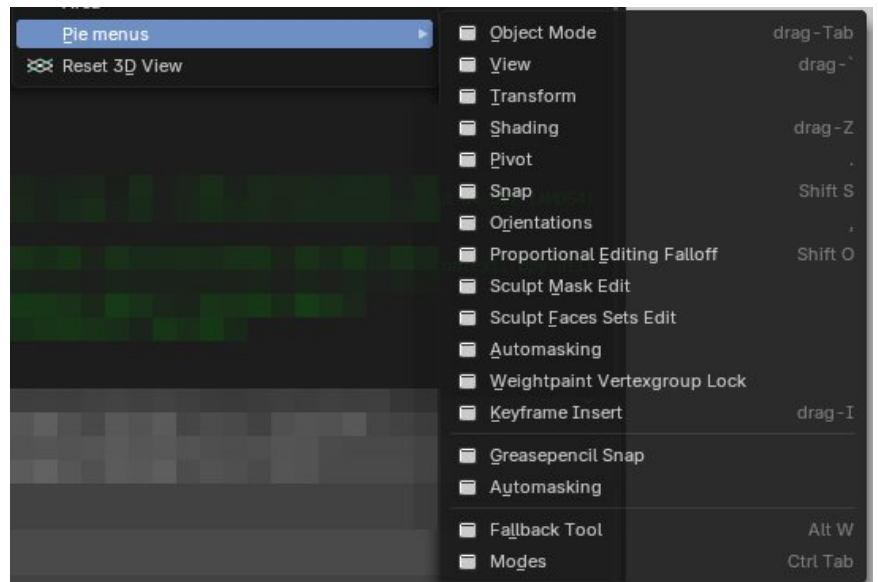 Pie menus
Reset 3D View
Object Mode drag-Tab
View drag-`
Transform
Shading drag-Z
Pivot .
Snap Shift S
Orientations ,
Proportional Editing Falloff Shift O
Sculpt Mask Edit
Sculpt Faces Sets Edit
Automasking
Weightpaint Vertexgroup Lock
Keyframe Insert drag-I
Greasepencil Snap
Automasking
Fallback Tool Alt W
Modes Ctrl Tab